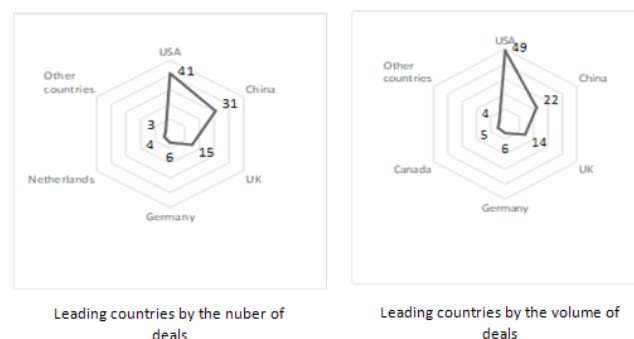 USA
41
Other
countries
China
31
3
4
6
15
Netherlands
UK
Germany
Leading countries by the nuber of
deals
USA
49
Other
countries
China
22
4
5
6
14
Canada
UK
Germany
Leading countries by the volume of
deals